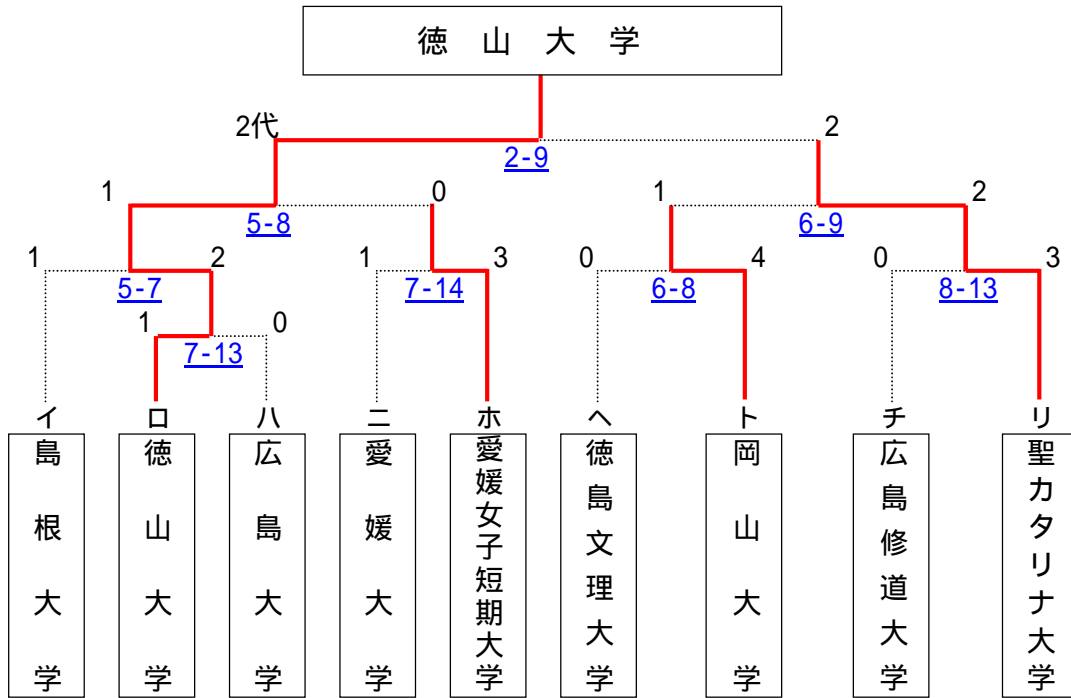 徳山大学
2代 2
2-9
1 0 1 2
5-8 6-9
1 2 1 3 0 4 0 3
5-7 7-14 6-8 8-13
1 0
7-13
イ ロ ハ ニ ホ ヘ ト チ リ
島根大学
徳山大学
広島大学
愛媛大学
愛媛女子短期大学
徳島文理大学
岡山大学
広島修道大学
聖カタリナ大学